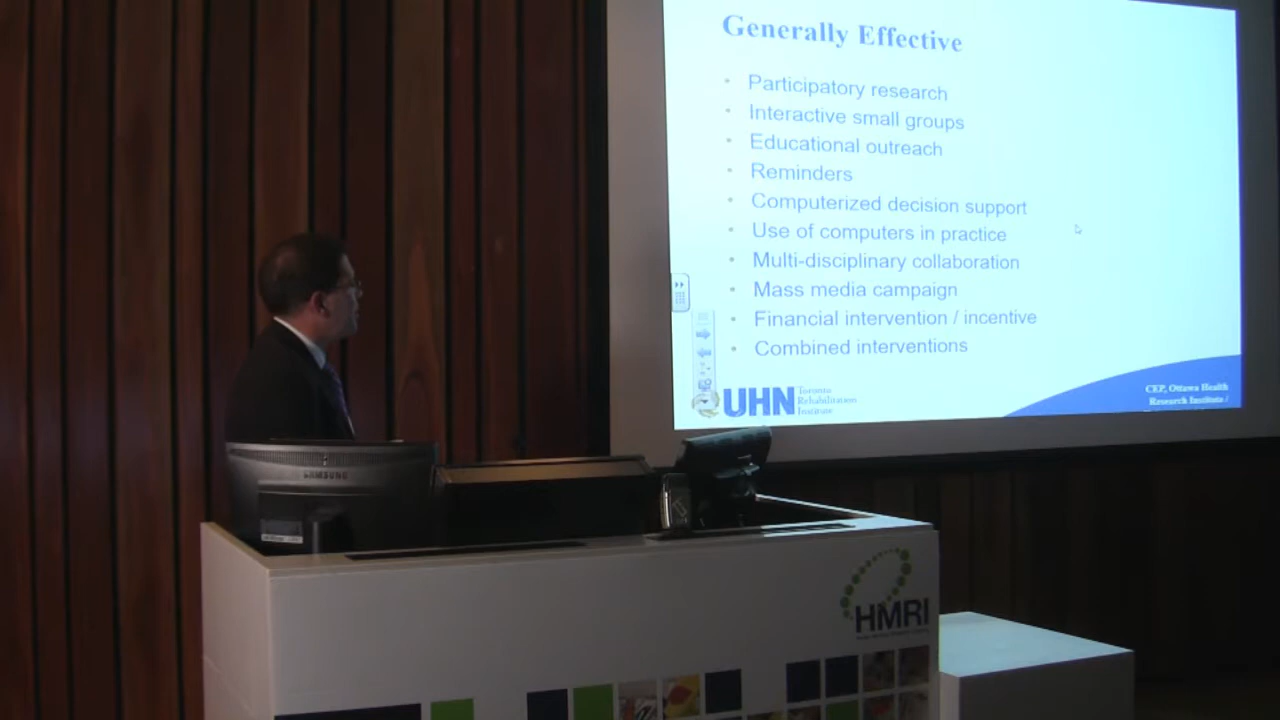 Generally Effective
• Participatory research
• Interactive small groups
• Educational outreach
• Reminders
• Computerized decision support
• Use of computers in practice
• Multi-disciplinary collaboration
• Mass media campaign
• Financial intervention / incentive
• Combined interventions
UHN
Toronto
Rehabilitation
Institute
CEP, Ottawa Health
Research Institute /
SAMSUNG
HMRI